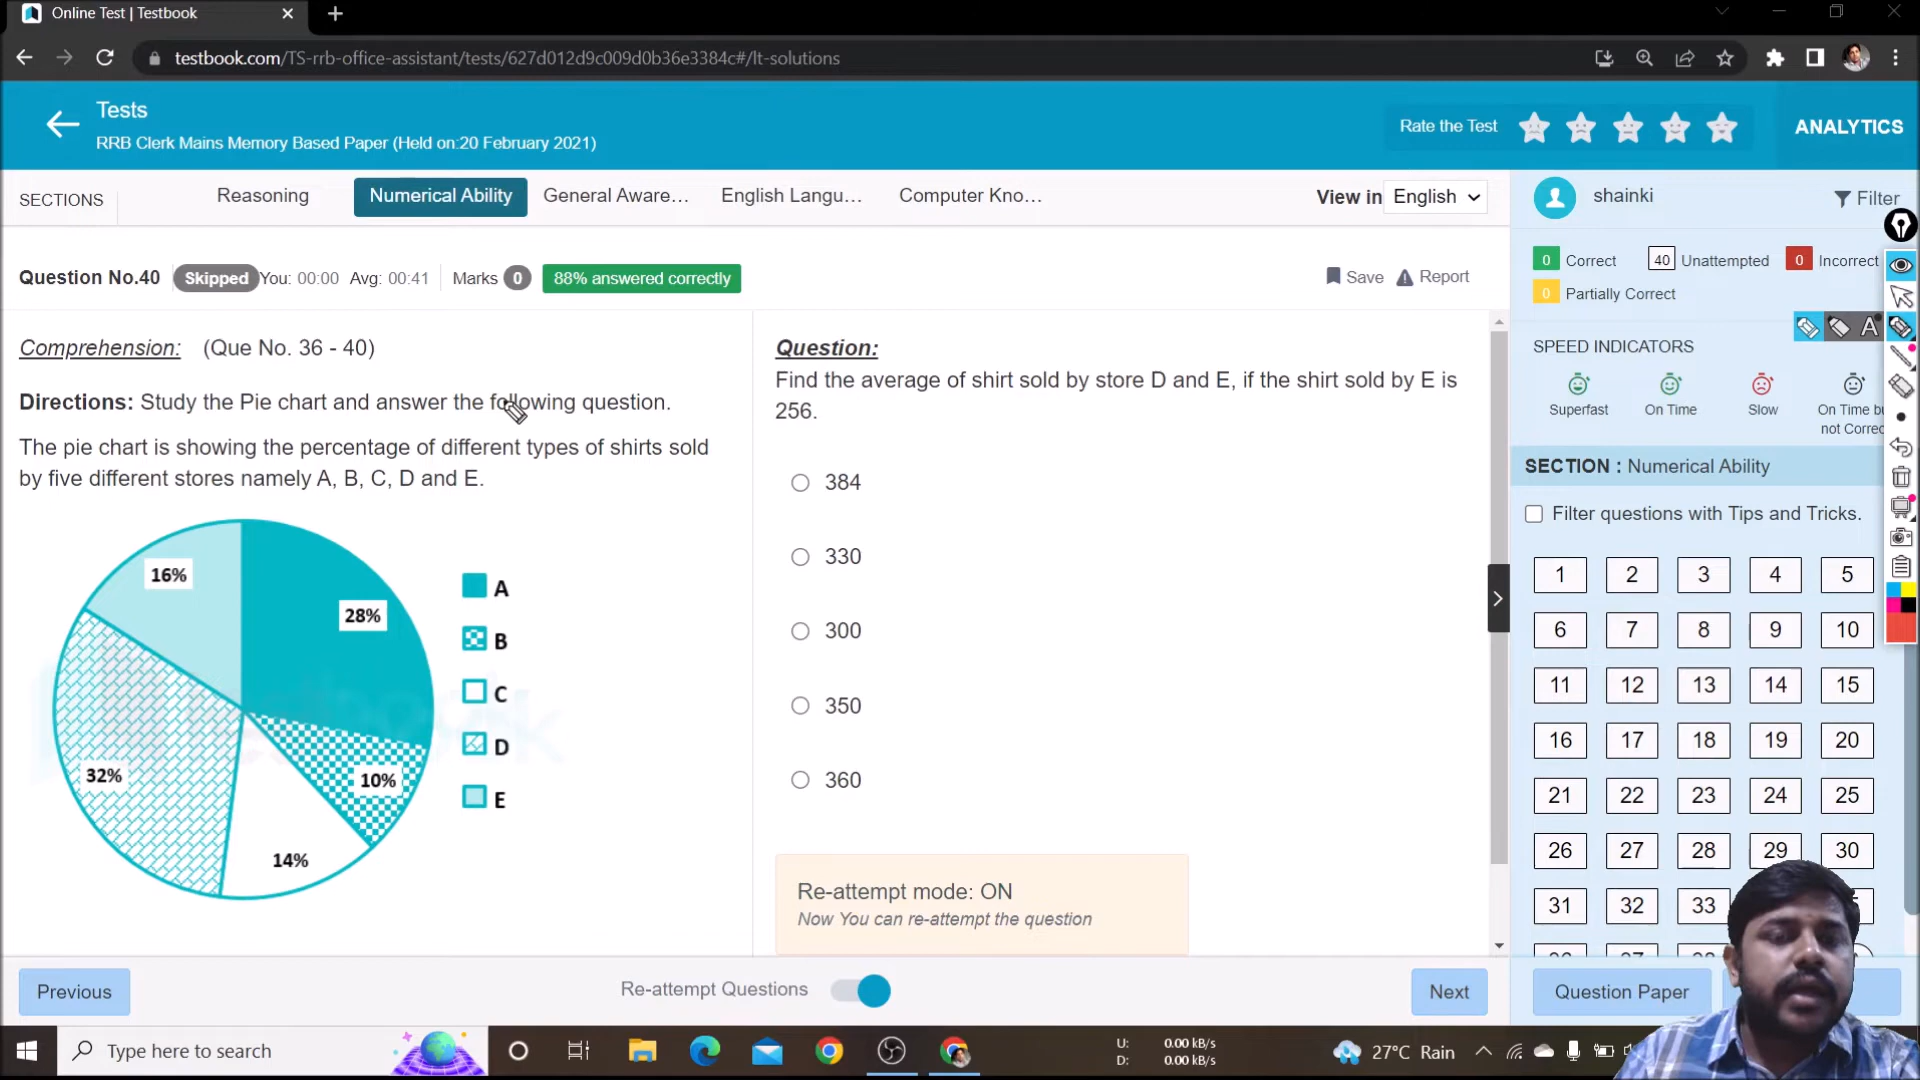 Online Test | Testbook
testbook.com/TS-rrb-office-assistant/tests/627d012d9c009d0b36e3384c#/lt-solutions
Tests
RRB Clerk Mains Memory Based Paper (Held on:20 February 2021)
Rate the Test
ANALYTICS
SECTIONS
Reasoning
Numerical Ability
General Aware...
English Langu...
Computer Kno...
View in
English
shainki
Filter
Question No.40
Skipped
You: 00:00
Avg: 00:41
Marks 0
88% answered correctly
Save
Report
0 Correct
40 Unattempted
0 Incorrect
0 Partially Correct
SPEED INDICATORS
Superfast
On Time
Slow
On Time bu
not Correc
Comprehension: (Que No. 36 - 40)
Directions: Study the Pie chart and answer the following question.
The pie chart is showing the percentage of different types of shirts sold
by five different stores namely A, B, C, D and E.
16%
28%
32%
10%
14%
A
B
C
D
E
Question:
Find the average of shirt sold by store D and E, if the shirt sold by E is
256.
384
330
300
350
360
Re-attempt mode: ON
Now You can re-attempt the question
SECTION : Numerical Ability
Filter questions with Tips and Tricks.
1 2 3 4 5
6 7 8 9 10
11 12 13 14 15
16 17 18 19 20
21 22 23 24 25
26 27 28 29 30
31 32 33
Previous
Re-attempt Questions
Next
Question Paper
Type here to search
U: 0.00 kB/s
D: 0.00 kB/s
27°C Rain